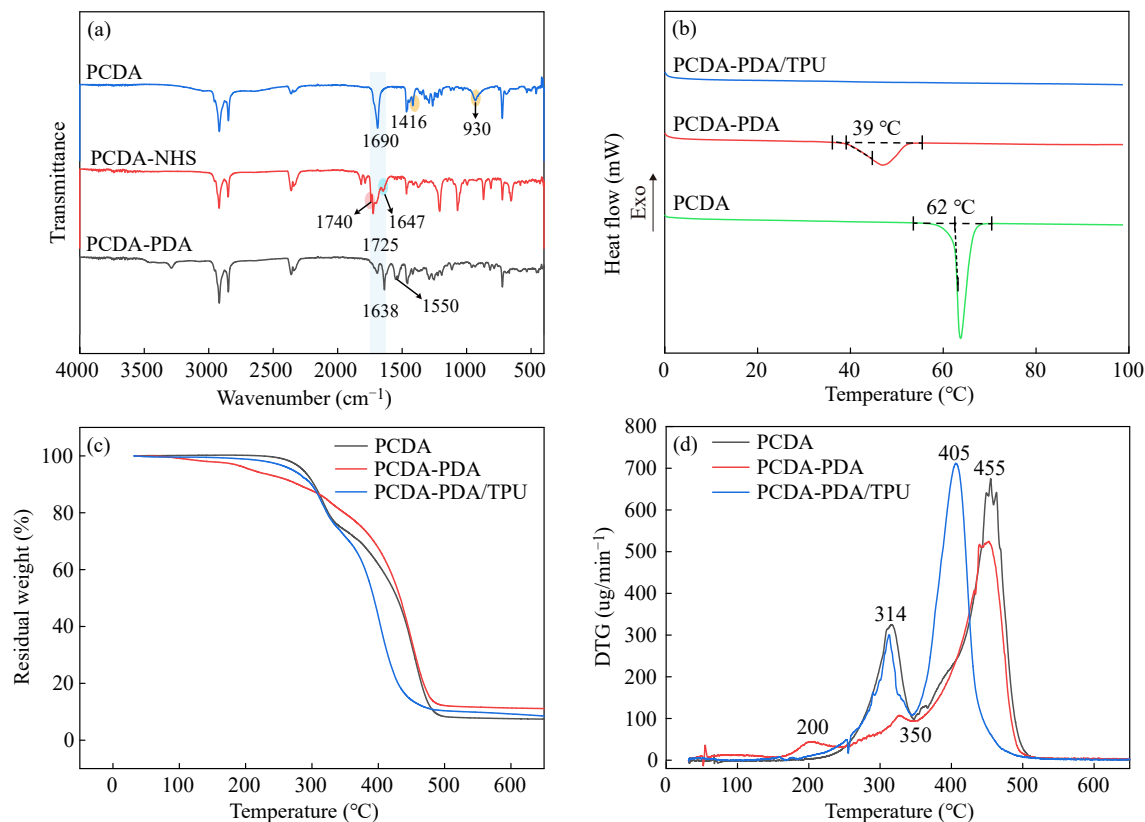 (a)
PCDA
1416
930
1690
PCDA-NHS
1740
1647
1725
PCDA-PDA
1550
1638
Transmittance
4000 3500 3000 2500 2000 1500 1000 500
Wavenumber (cm⁻¹)
(b)
PCDA-PDA/TPU
PCDA-PDA
39 ℃
PCDA
62 ℃
Heat flow (mW)
Exo
0 20 40 60 80 100
Temperature (℃)
(c)
PCDA
PCDA-PDA
PCDA-PDA/TPU
100
80
60
40
20
0
Residual weight (%)
0 100 200 300 400 500 600
Temperature (℃)
(d)
PCDA
PCDA-PDA
PCDA-PDA/TPU
405
455
314
200
350
800
700
600
500
400
300
200
100
0
DTG (ug/min⁻¹)
0 100 200 300 400 500 600
Temperature (℃)